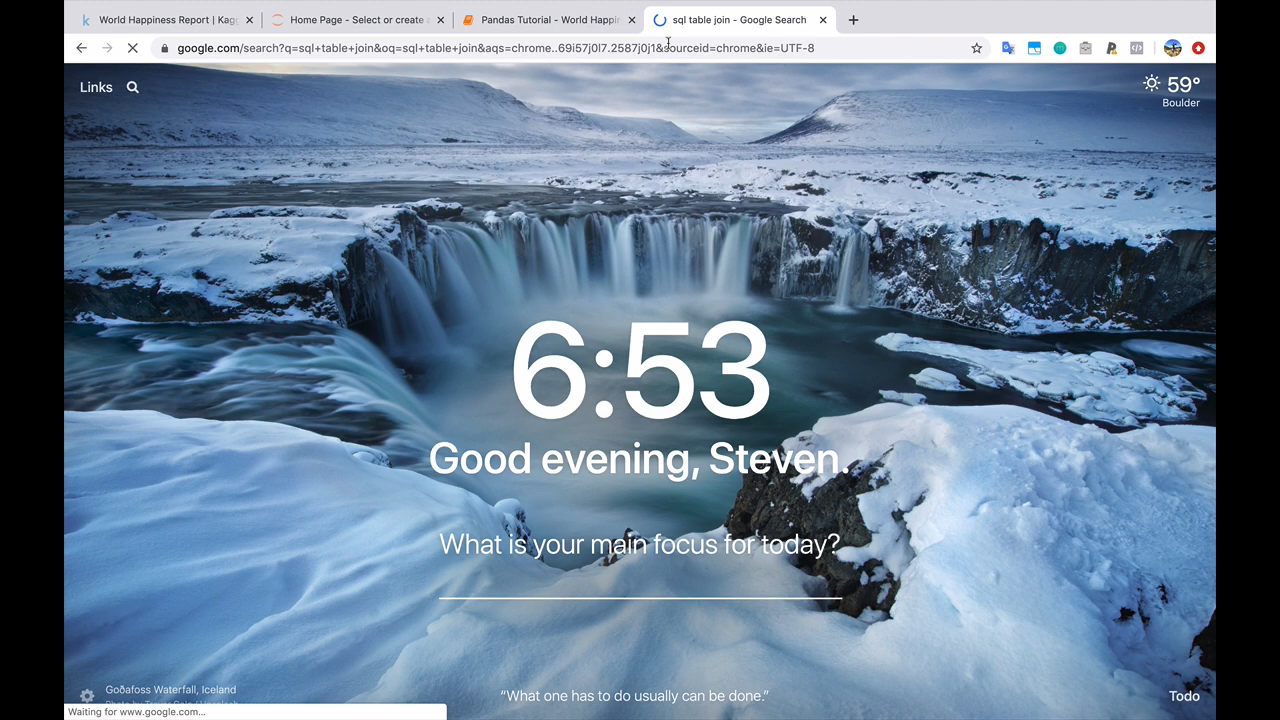 World Happiness Report | Kagg
Home Page - Select or create a
Pandas Tutorial - World Happin
sql table join - Google Search
google.com/search?q=sql+table+join&oq=sql+table+join&aqs=chrome..69i57j0l7.2587j0j1&sourceid=chrome&ie=UTF-8
Links
59°
Boulder
6:53
Good evening, Steven.
What is your main focus for today?
Goðafoss Waterfall, Iceland
“What one has to do usually can be done.”
Todo
Waiting for www.google.com...